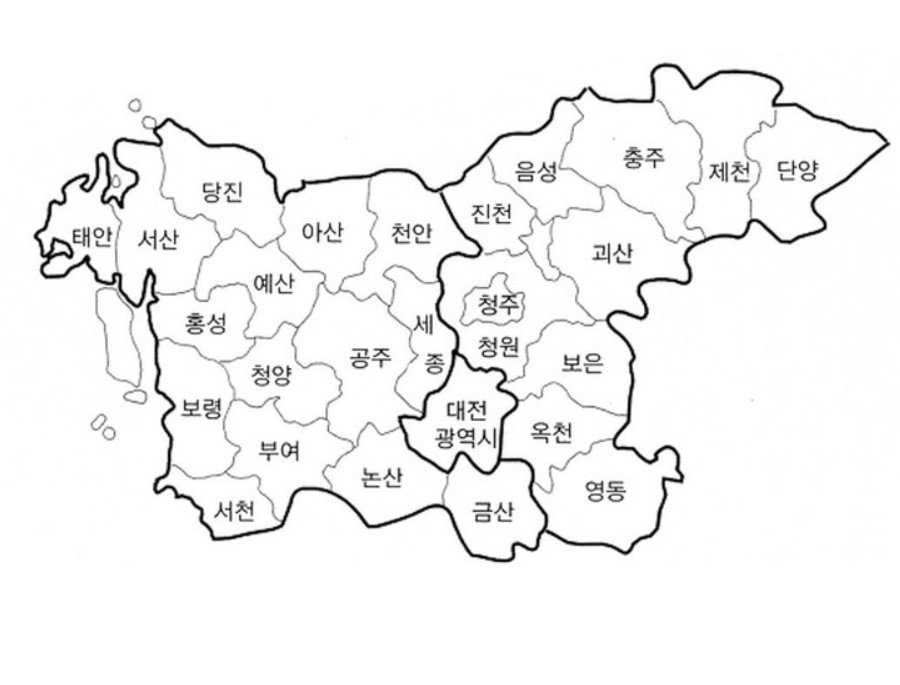 충주
제천
단양
음성
당진
진천
아산
천안
태안
서산
괴산
예산
청주
홍성
세
종
청원
공주
보은
청양
보령
대전
광역시
옥천
부여
논산
영동
서천
금산